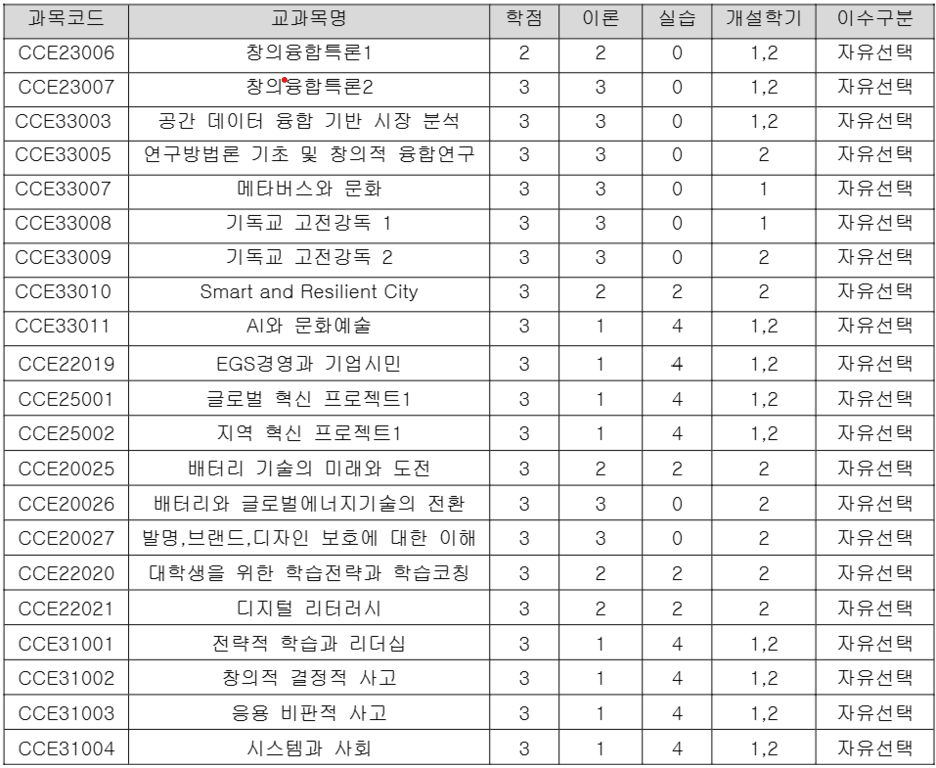 과목코드 교과목명 학점 이론 실습 개설학기 이수구분
CCE23006 창의융합특론1 2 2 0 1,2 자유선택
CCE23007 창의융합특론2 3 3 0 1,2 자유선택
CCE33003 공간 데이터 융합 기반 시장 분석 3 3 0 1,2 자유선택
CCE33005 연구방법론 기초 및 창의적 융합연구 3 3 0 2 자유선택
CCE33007 메타버스와 문화 3 3 0 1 자유선택
CCE33008 기독교 고전강독 1 3 3 0 1 자유선택
CCE33009 기독교 고전강독 2 3 3 0 2 자유선택
CCE33010 Smart and Resilient City 3 2 2 2 자유선택
CCE33011 AI와 문화예술 3 1 4 1,2 자유선택
CCE22019 EGS경영과 기업시민 3 1 4 1,2 자유선택
CCE25001 글로벌 혁신 프로젝트1 3 1 4 1,2 자유선택
CCE25002 지역 혁신 프로젝트1 3 1 4 1,2 자유선택
CCE20025 배터리 기술의 미래와 도전 3 2 2 2 자유선택
CCE20026 배터리와 글로벌에너지기술의 전환 3 3 0 2 자유선택
CCE20027 발명,브랜드,디자인 보호에 대한 이해 3 3 0 2 자유선택
CCE22020 대학생을 위한 학습전략과 학습코칭 3 2 2 2 자유선택
CCE22021 디지털 리터러시 3 2 2 2 자유선택
CCE31001 전략적 학습과 리더십 3 1 4 1,2 자유선택
CCE31002 창의적 결정적 사고 3 1 4 1,2 자유선택
CCE31003 응용 비판적 사고 3 1 4 1,2 자유선택
CCE31004 시스템과 사회 3 1 4 1,2 자유선택